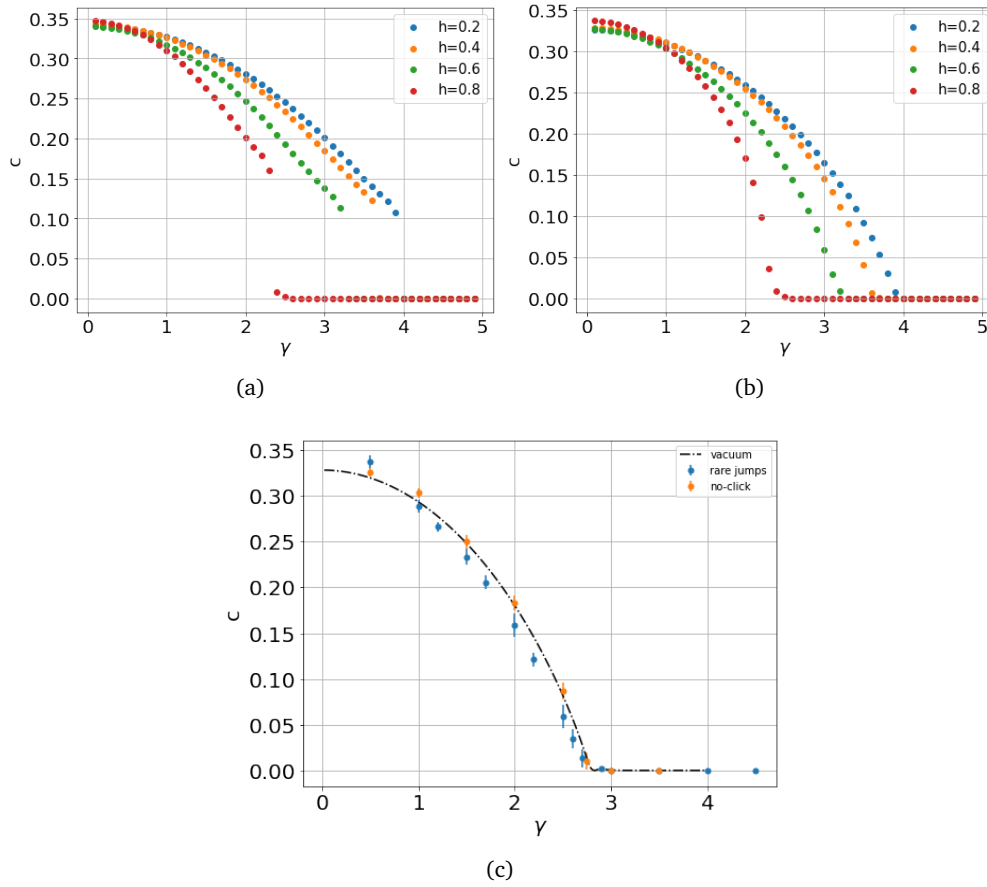 0.35
0.30
0.25
0.20
0.15
0.10
0.05
0.00
c
0 1 2 3 4 5
γ
h=0.2
h=0.4
h=0.6
h=0.8
(a)
0.35
0.30
0.25
0.20
0.15
0.10
0.05
0.00
c
0 1 2 3 4 5
γ
h=0.2
h=0.4
h=0.6
h=0.8
(b)
0.35
0.30
0.25
0.20
0.15
0.10
0.05
0.00
c
0 1 2 3 4
γ
vacuum
rare jumps
no-click
(c)